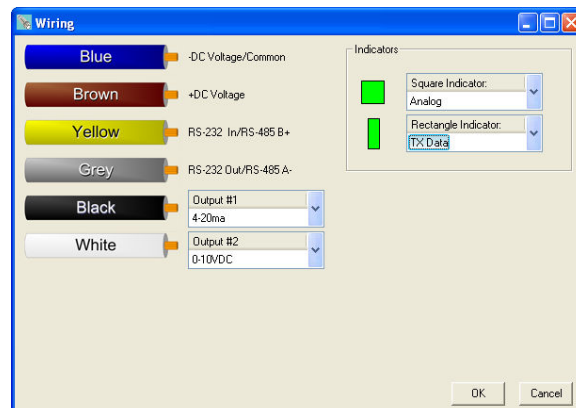 Wiring
Blue -DC Voltage/Common
Brown +DC Voltage
Yellow RS-232 In/RS-485 B+
Grey RS-232 Out/RS-485 A-
Black Output #1
4-20ma
White Output #2
0-10VDC
Indicators
Square Indicator:
Analog
Rectangle Indicator:
TX Data
OK Cancel